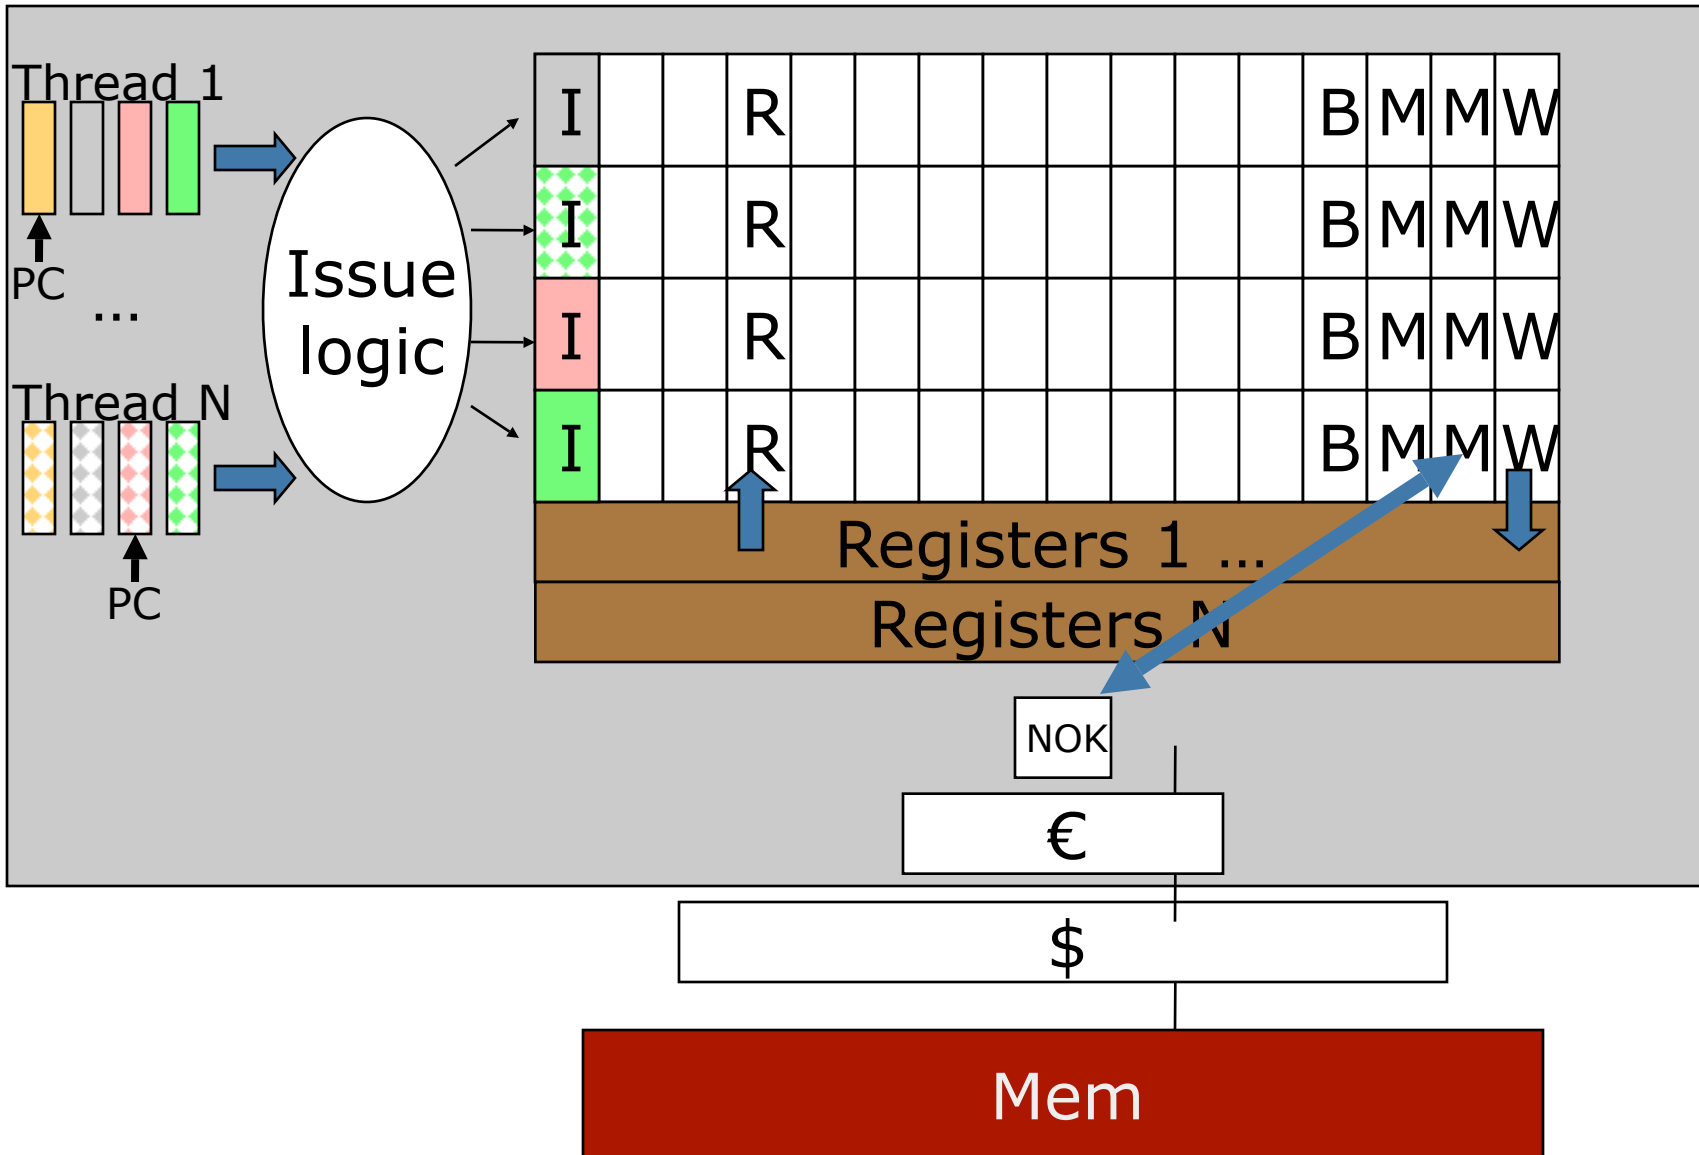 Thread 1
PC
...
Thread N
PC
Issue
logic
I R B M M W
I R B M M W
I R B M M W
I R B M M W
Registers 1 ...
Registers N
NOK
€
$
Mem